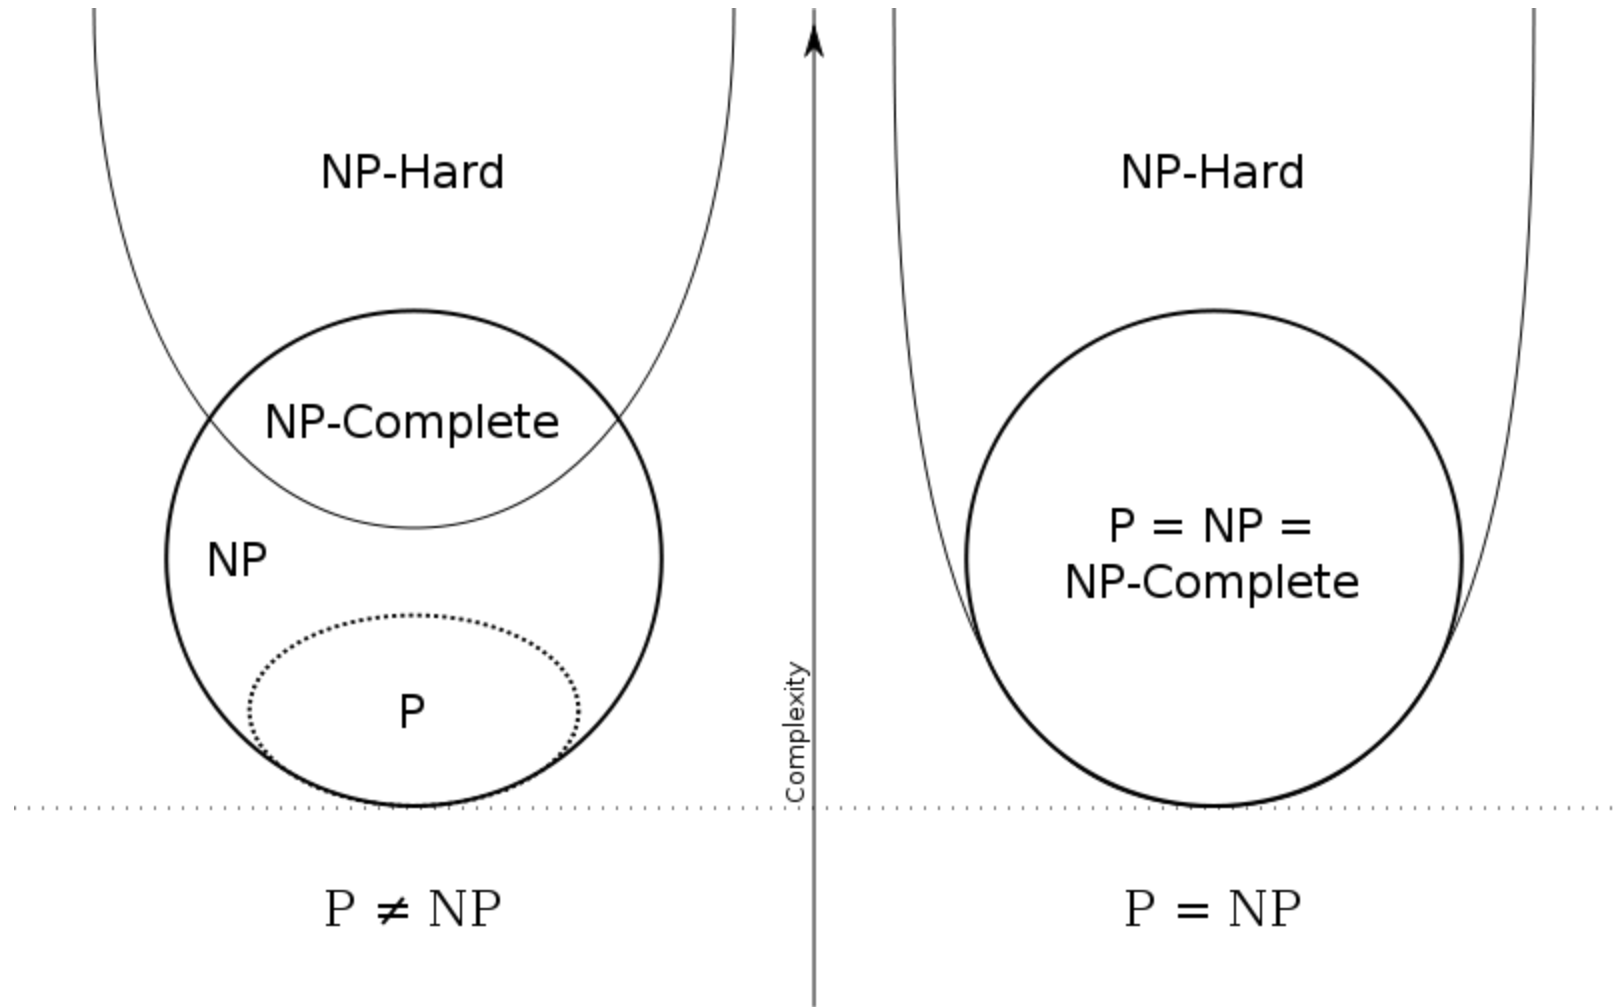 NP-Hard
NP-Complete
NP
P
P ≠ NP
Complexity
NP-Hard
P = NP =
NP-Complete
P = NP